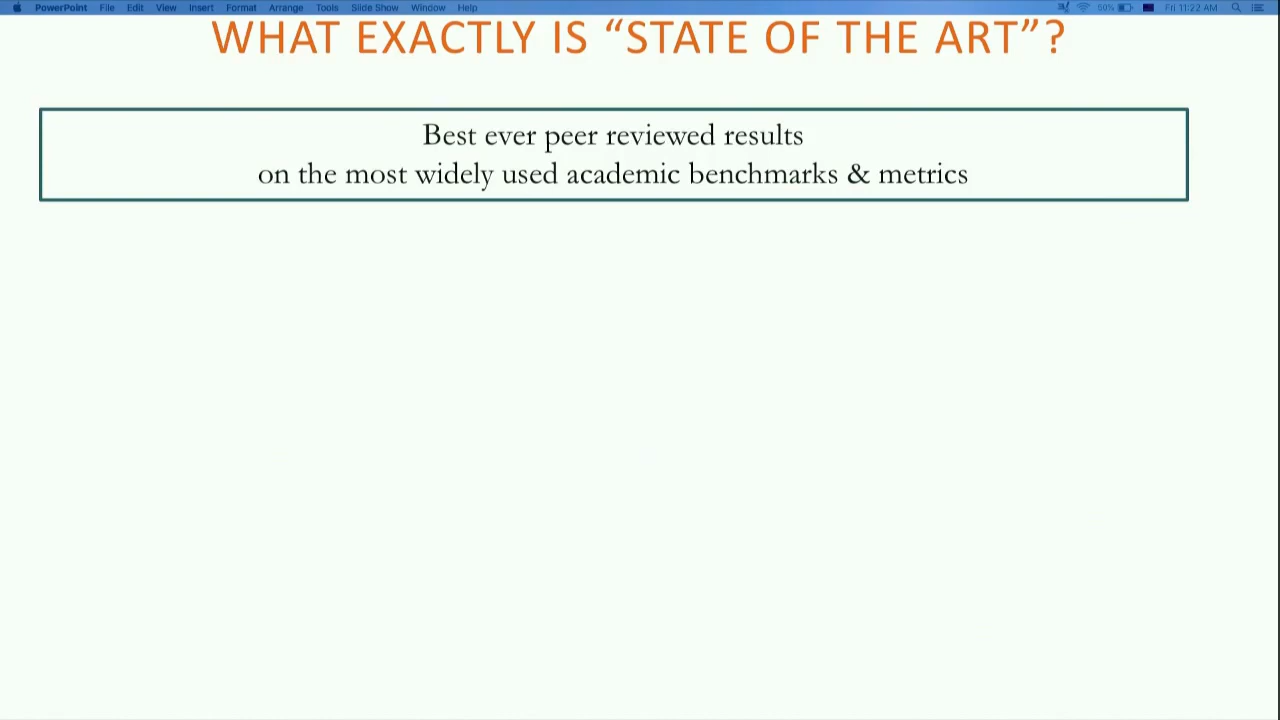 PowerPoint File Edit View Insert Format Arrange Tools Slide Show Window Help 50% Fri 11:22 AM
WHAT EXACTLY IS “STATE OF THE ART”?
Best ever peer reviewed results
on the most widely used academic benchmarks & metrics